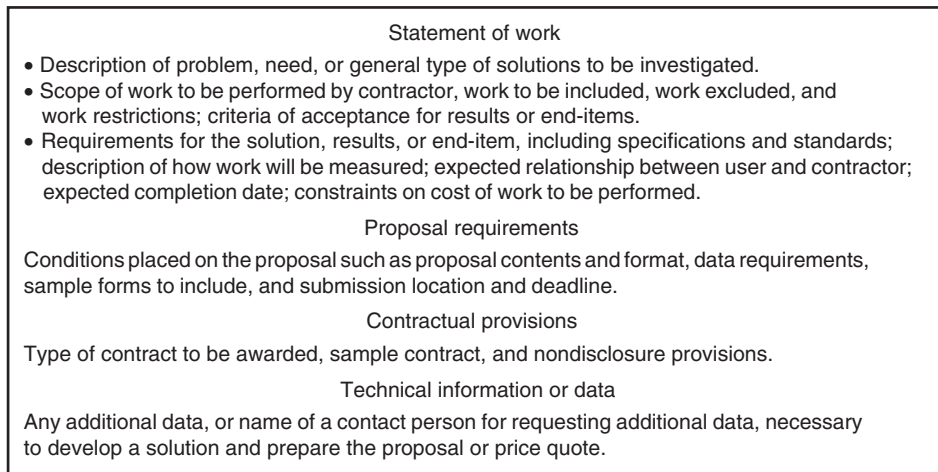 Statement of work
• Description of problem, need, or general type of solutions to be investigated.
• Scope of work to be performed by contractor, work to be included, work excluded, and
work restrictions; criteria of acceptance for results or end-items.
• Requirements for the solution, results, or end-item, including specifications and standards;
description of how work will be measured; expected relationship between user and contractor;
expected completion date; constraints on cost of work to be performed.
Proposal requirements
Conditions placed on the proposal such as proposal contents and format, data requirements,
sample forms to include, and submission location and deadline.
Contractual provisions
Type of contract to be awarded, sample contract, and nondisclosure provisions.
Technical information or data
Any additional data, or name of a contact person for requesting additional data, necessary
to develop a solution and prepare the proposal or price quote.